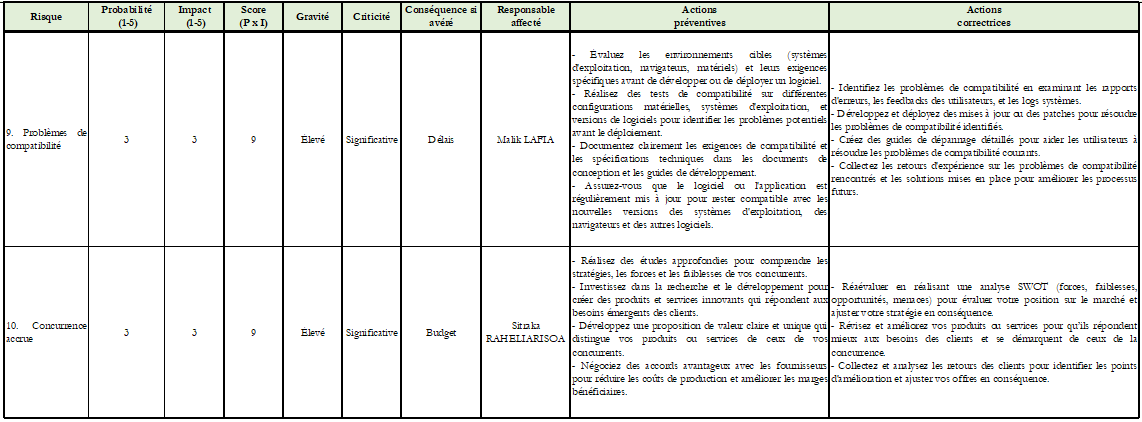 Risque
Probabilité
(1-5)
Impact
(1-5)
Score
(P x I)
Gravité
Criticité
Conséquence si
avéré
Responsable
affecté
Actions
préventives
Actions
correctrices
9. Problèmes de
compatibilité
3
3
9
Élevé
Significative
Délais
Malik LAFIA
- Évaluez les environnements cibles (systèmes
d'exploitation, navigateurs, matériels) et leurs exigences
spécifiques avant de développer ou de déployer un logiciel.
- Réalisez des tests de compatibilité sur différentes
configurations matérielles, systèmes d'exploitation, et
versions de logiciels pour identifier les problèmes potentiels
avant le déploiement.
- Documentez clairement les exigences de compatibilité et
les spécifications techniques dans les documents de
conception et les guides de développement.
- Assurez-vous que le logiciel ou l'application est
régulièrement mis à jour pour rester compatible avec les
nouvelles versions des systèmes d'exploitation, des
navigateurs et des autres logiciels.
- Identifiez les problèmes de compatibilité en examinant les rapports
d'erreurs, les feedbacks des utilisateurs, et les logs systèmes.
- Développez et déployez des mises à jour ou des patches pour résoudre
les problèmes de compatibilité identifiés.
- Créez des guides de dépannage détaillés pour aider les utilisateurs à
résoudre les problèmes de compatibilité courants.
- Collectez les retours d'expérience sur les problèmes de compatibilité
rencontrés et les solutions mises en place pour améliorer les processus
futurs.
10. Concurrence
accrue
3
3
9
Élevé
Significative
Budget
Sitraka
RAHELIARISOA
- Réalisez des études approfondies pour comprendre les
stratégies, les forces et les faiblesses de vos concurrents.
- Investissez dans la recherche et le développement pour
créer des produits et services innovants qui répondent aux
besoins émergents des clients.
- Développez une proposition de valeur claire et unique qui
distingue vos produits ou services de ceux de vos
concurrents.
- Négociez des accords avantageux avec les fournisseurs
pour réduire les coûts de production et améliorer les marges
bénéficiaires.
- Réaévaluer en réalisant une analyse SWOT (forces, faiblesses,
opportunités, menaces) pour évaluer votre position sur le marché et
ajuster votre stratégie en conséquence.
- Révisez et améliorez vos produits ou services pour qu'ils répondent
mieux aux besoins des clients et se démarquent de ceux de la
concurrence.
- Collectez et analysez les retours des clients pour identifier les points
d'amélioration et ajuster vos offres en conséquence.